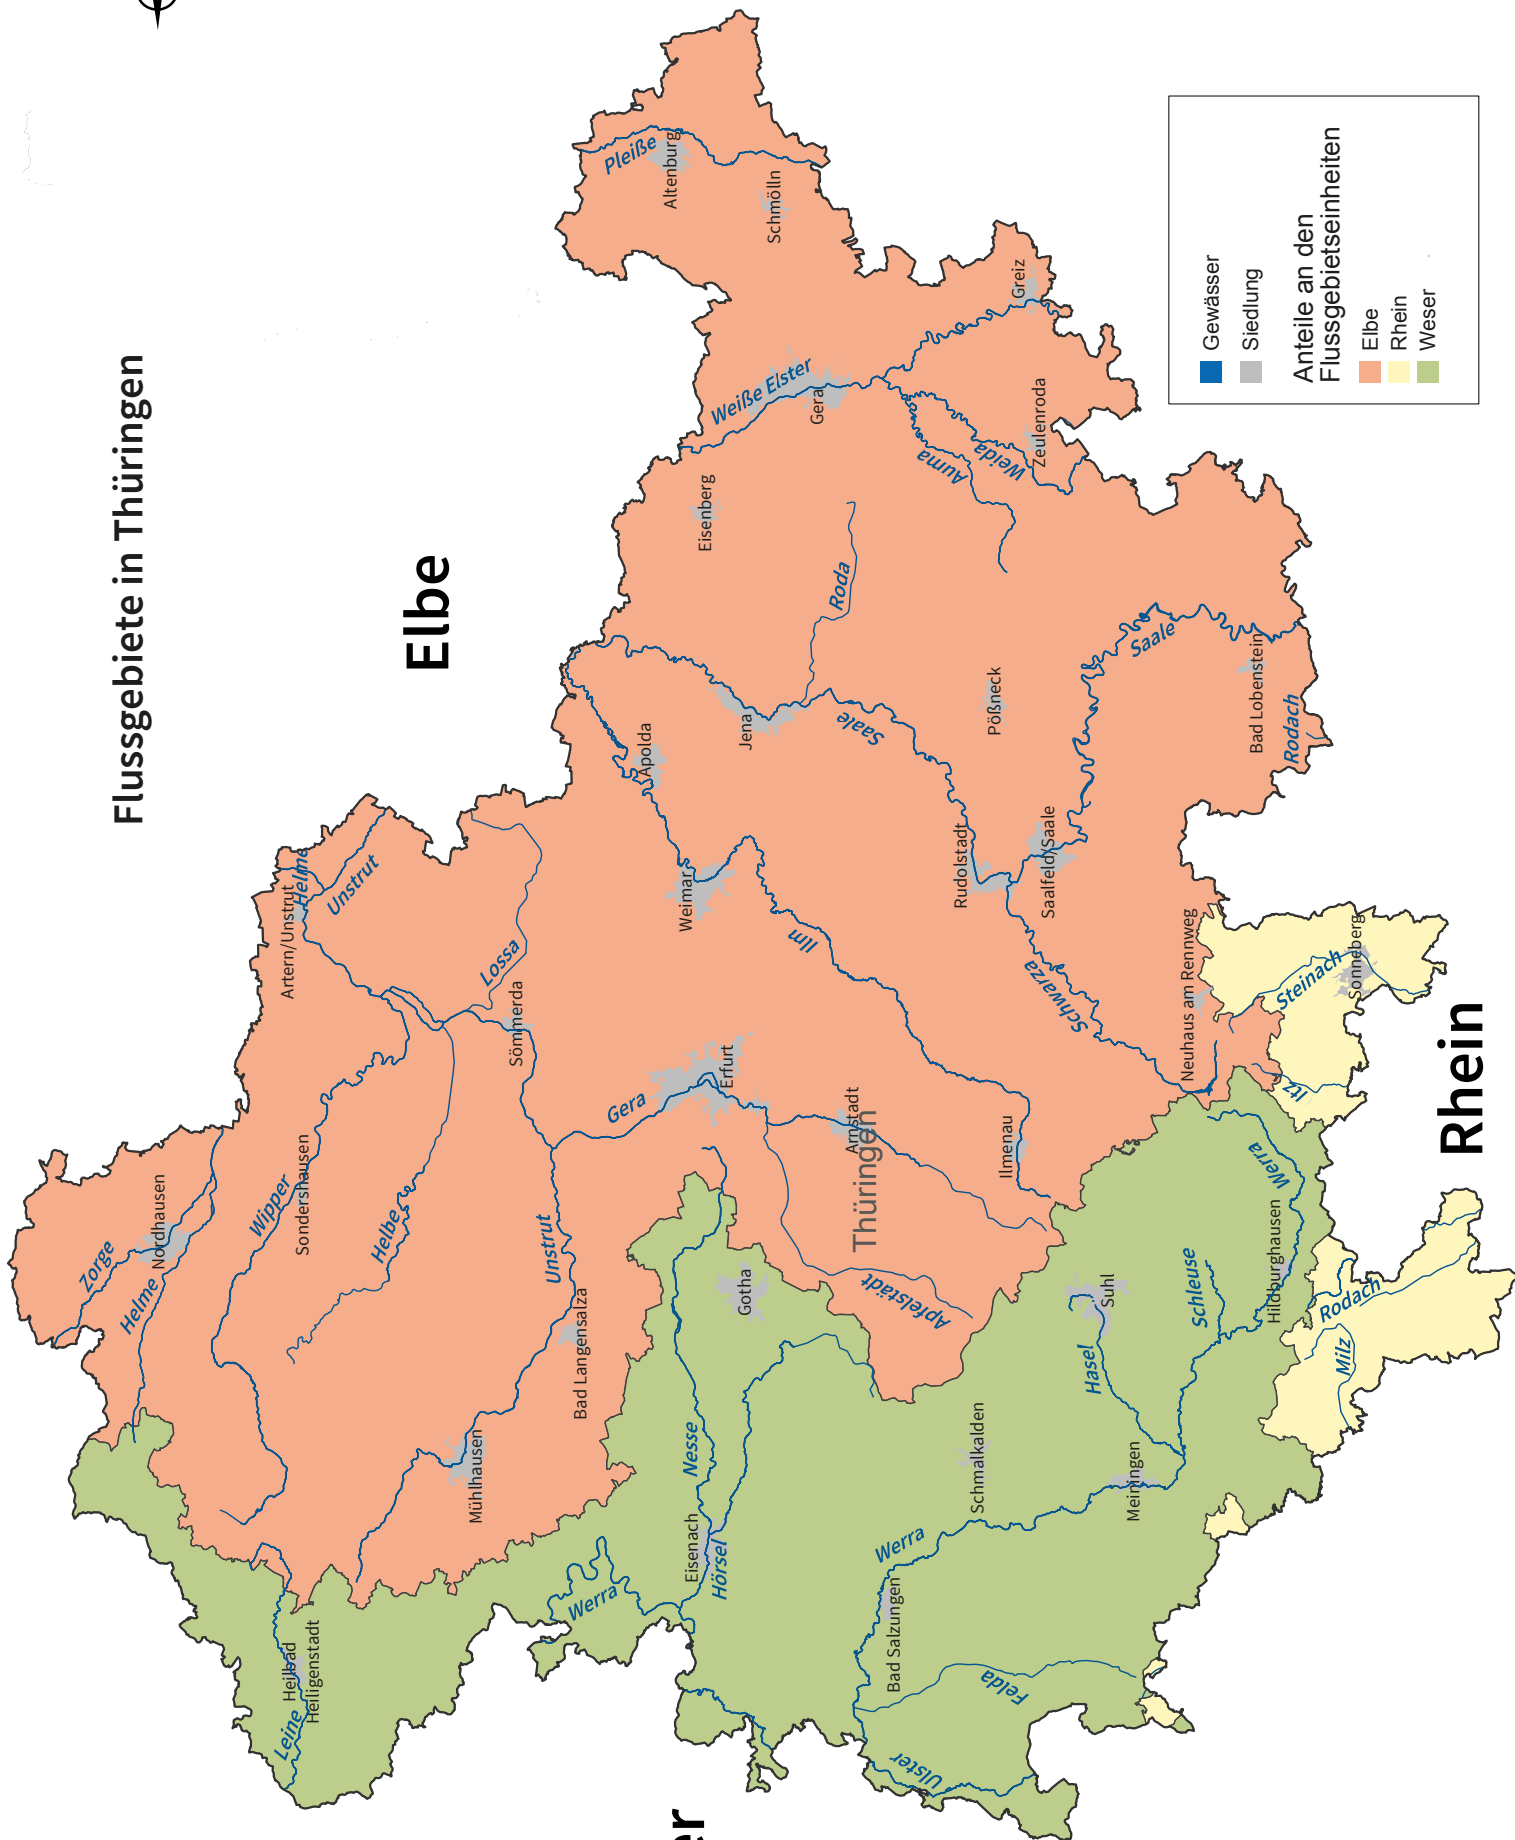 Flussgebiete in Thüringen
Elbe
Rhein
er
Thüringen
Zorge
Nordhausen
Helme
Wipper
Sondershausen
Helbe
Artern/Unstrut
Helme
Unstrut
Lossa
Sömmerda
Unstrut
Bad Langensalza
Mühlhausen
Leine
Heilbad
Heiligenstadt
Gera
Erfurt
Weimar
Apolda
Ilm
Jena
Eisenberg
Roda
Weiße Elster
Gera
Pleiße
Altenburg
Schmölln
Greiz
Zeulenroda
Auma
Weida
Saale
Pößneck
Rudolstadt
Saalfeld/Saale
Saale
Bad Lobenstein
Rodach
Schwarza
Neuhaus am Rennweg
Steinach
Sonneberg
Itz
Arnstadt
Ilmenau
Apfelstädt
Gotha
Nesse
Eisenach
Hörsel
Werra
Werra
Bad Salzungen
Felda
Ulster
Schmalkalden
Meiningen
Hasel
Suhl
Schleuse
Hildburghausen
Werra
Rodach
Milz
Gewässer
Siedlung
Anteile an den
Flussgebietseinheiten
Elbe
Rhein
Weser